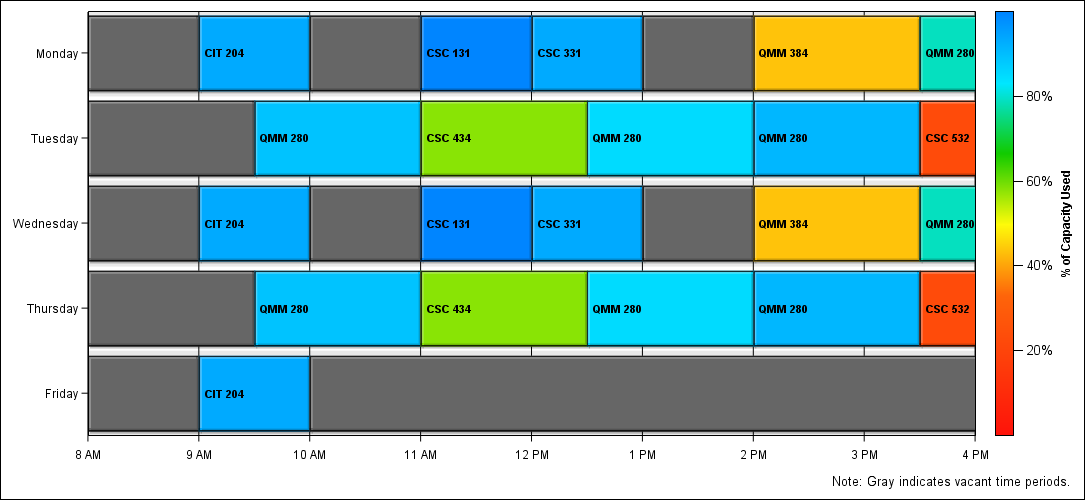 Monday CIT 204 CSC 131 CSC 331 QMM 384 QMM 280
Tuesday QMM 280 CSC 434 QMM 280 QMM 280 CSC 532
Wednesday CIT 204 CSC 131 CSC 331 QMM 384 QMM 280
Thursday QMM 280 CSC 434 QMM 280 QMM 280 CSC 532
Friday CIT 204
8 AM 9 AM 10 AM 11 AM 12 PM 1 PM 2 PM 3 PM 4 PM
80%
60%
40%
20%
% of Capacity Used
Note: Gray indicates vacant time periods.